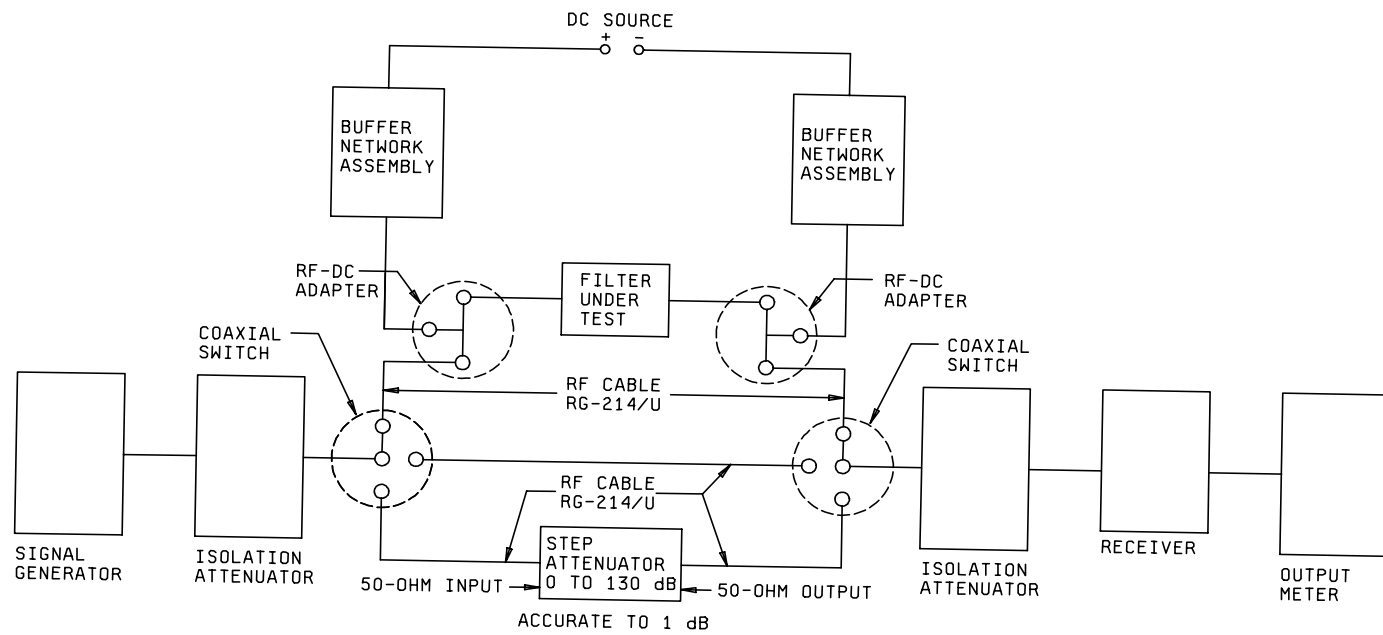 DC SOURCE
+ −
BUFFER
NETWORK
ASSEMBLY
BUFFER
NETWORK
ASSEMBLY
RF-DC
ADAPTER
FILTER
UNDER
TEST
RF-DC
ADAPTER
COAXIAL
SWITCH
COAXIAL
SWITCH
RF CABLE
RG-214/U
RF CABLE
RG-214/U
SIGNAL
GENERATOR
ISOLATION
ATTENUATOR
STEP
ATTENUATOR
0 TO 130 dB
50-OHM INPUT
50-OHM OUTPUT
ACCURATE TO 1 dB
ISOLATION
ATTENUATOR
RECEIVER
OUTPUT
METER